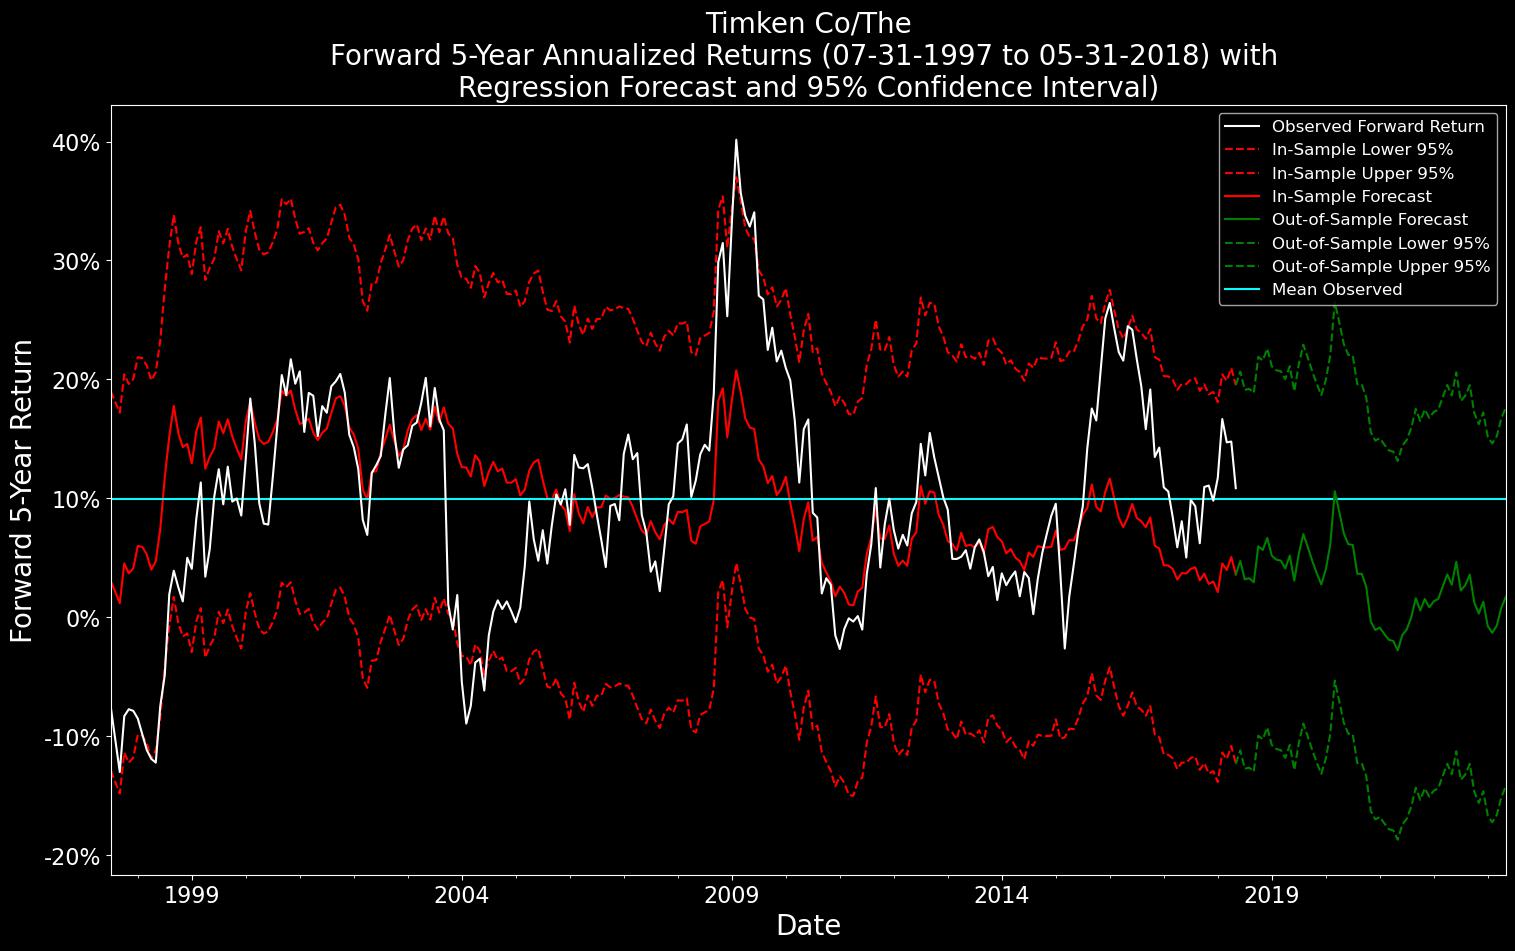 Timken Co/The
Forward 5-Year Annualized Returns (07-31-1997 to 05-31-2018) with
Regression Forecast and 95% Confidence Interval)
Forward 5-Year Return
40%
30%
20%
10%
0%
-10%
-20%
Observed Forward Return
In-Sample Lower 95%
In-Sample Upper 95%
In-Sample Forecast
Out-of-Sample Forecast
Out-of-Sample Lower 95%
Out-of-Sample Upper 95%
Mean Observed
1999 2004 2009 2014 2019
Date